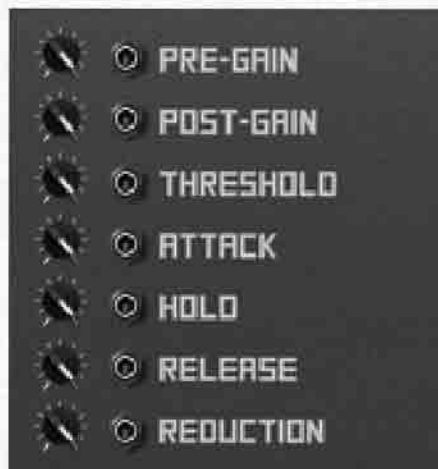 PRE-GAIN
POST-GAIN
THRESHOLD
ATTACK
HOLD
RELEASE
REDUCTION